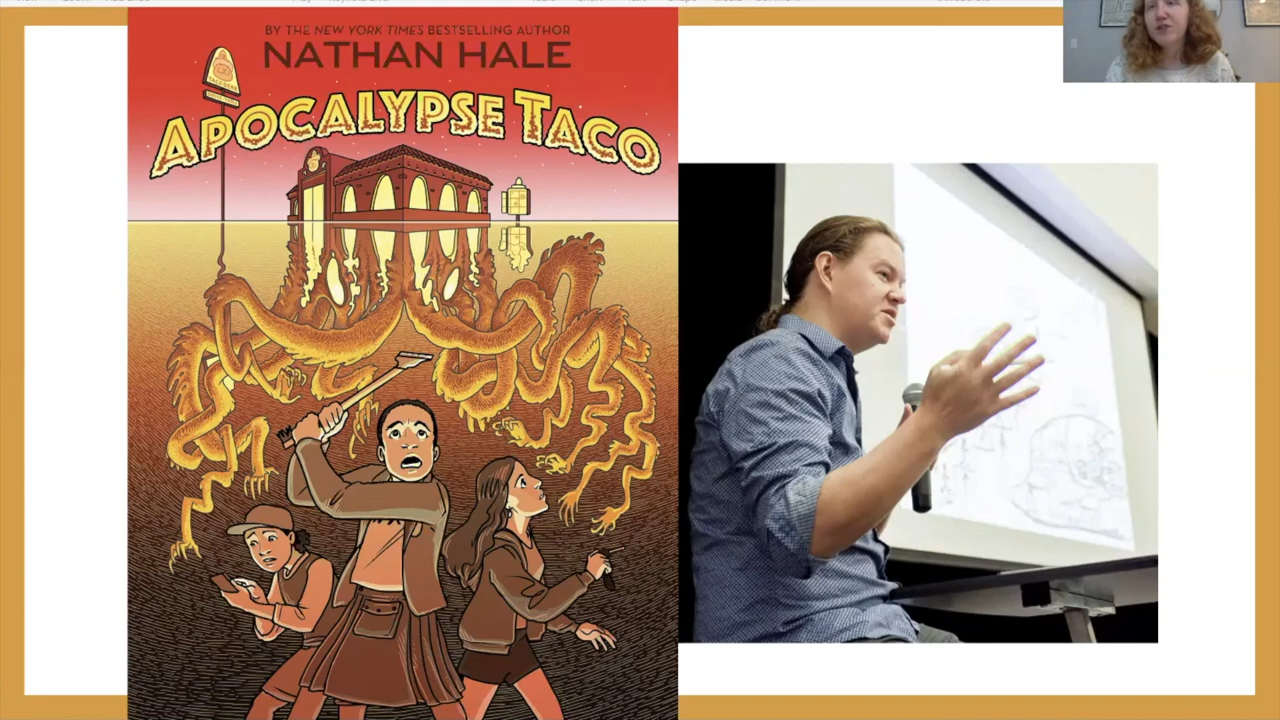 BY THE NEW YORK TIMES BESTSELLING AUTHOR
NATHAN HALE
APOCALYPSE TACO